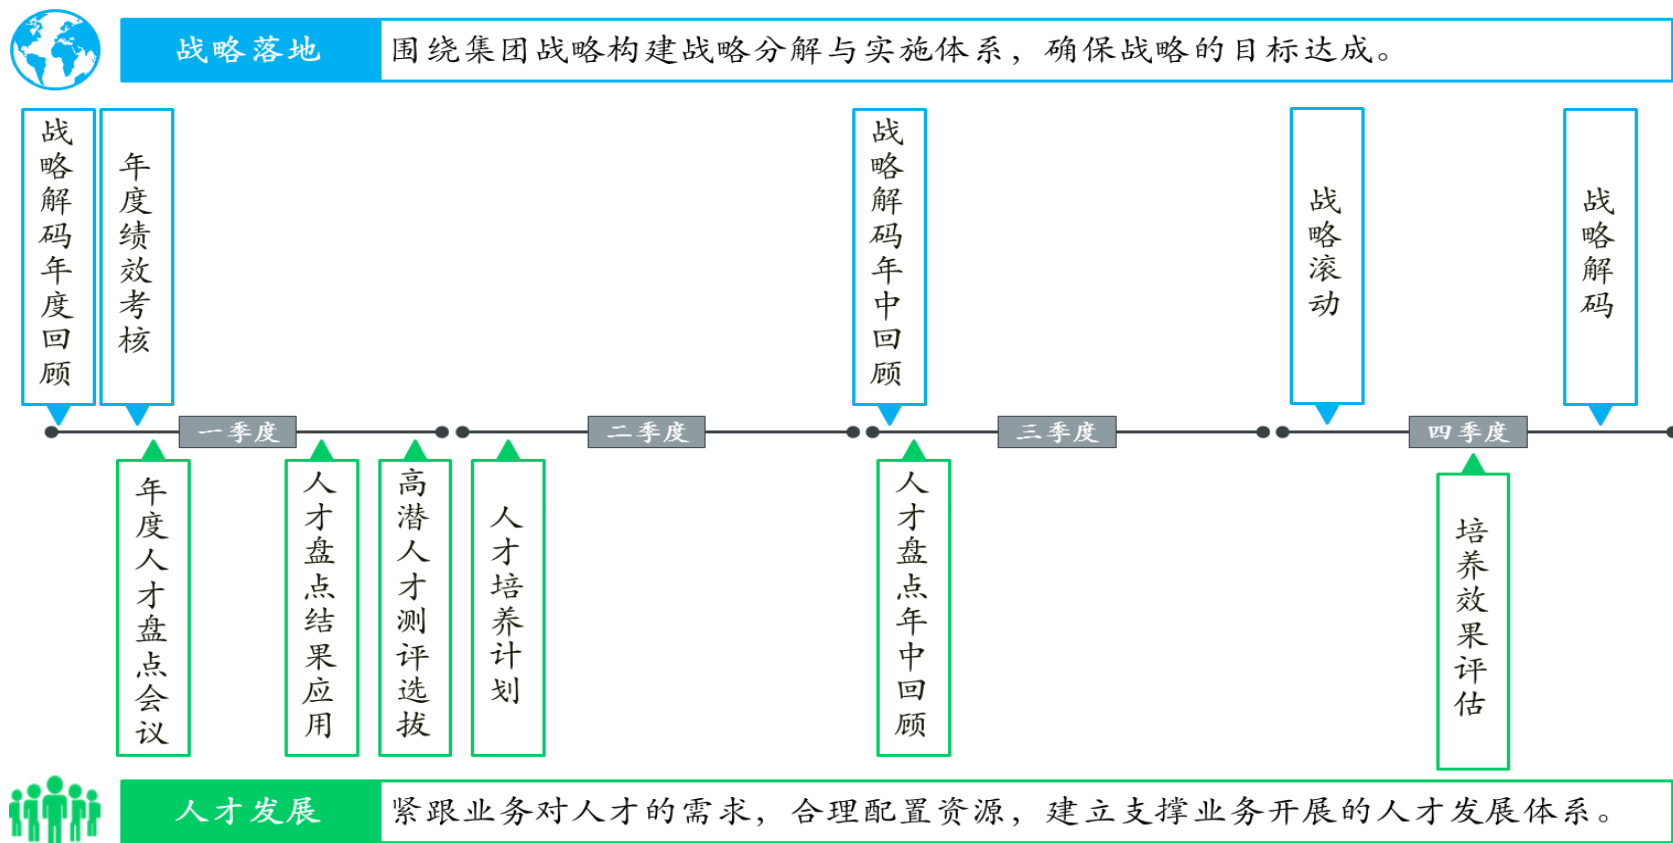 战略落地
围绕集团战略构建战略分解与实施体系，确保战略的目标达成。
战略解码年度回顾
年度绩效考核
战略解码年中回顾
战略滚动
战略解码
一季度
二季度
三季度
四季度
年度人才盘点会议
人才盘点结果应用
高潜人才测评选拔
人才培养计划
人才盘点年中回顾
培养效果评估
人才发展
紧跟业务对人才的需求，合理配置资源，建立支撑业务开展的人才发展体系。